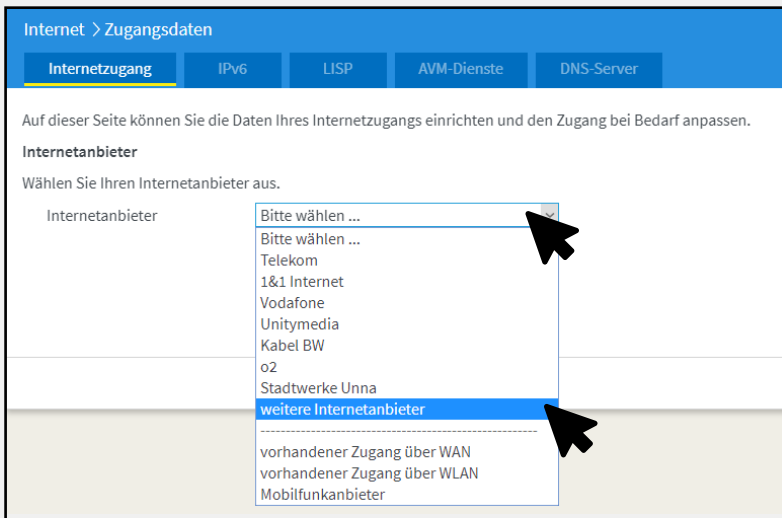 Internet > Zugangsdaten
Internetzugang IPv6 LISP AVM-Dienste DNS-Server
Auf dieser Seite können Sie die Daten Ihres Internetzugangs einrichten und den Zugang bei Bedarf anpassen.
Internetanbieter
Wählen Sie Ihren Internetanbieter aus.
Internetanbieter Bitte wählen ...
Bitte wählen ...
Telekom
1&1 Internet
Vodafone
Unitymedia
Kabel BW
o2
Stadtwerke Unna
weitere Internetanbieter
------------------------------------------------------
vorhandener Zugang über WAN
vorhandener Zugang über WLAN
Mobilfunkanbieter